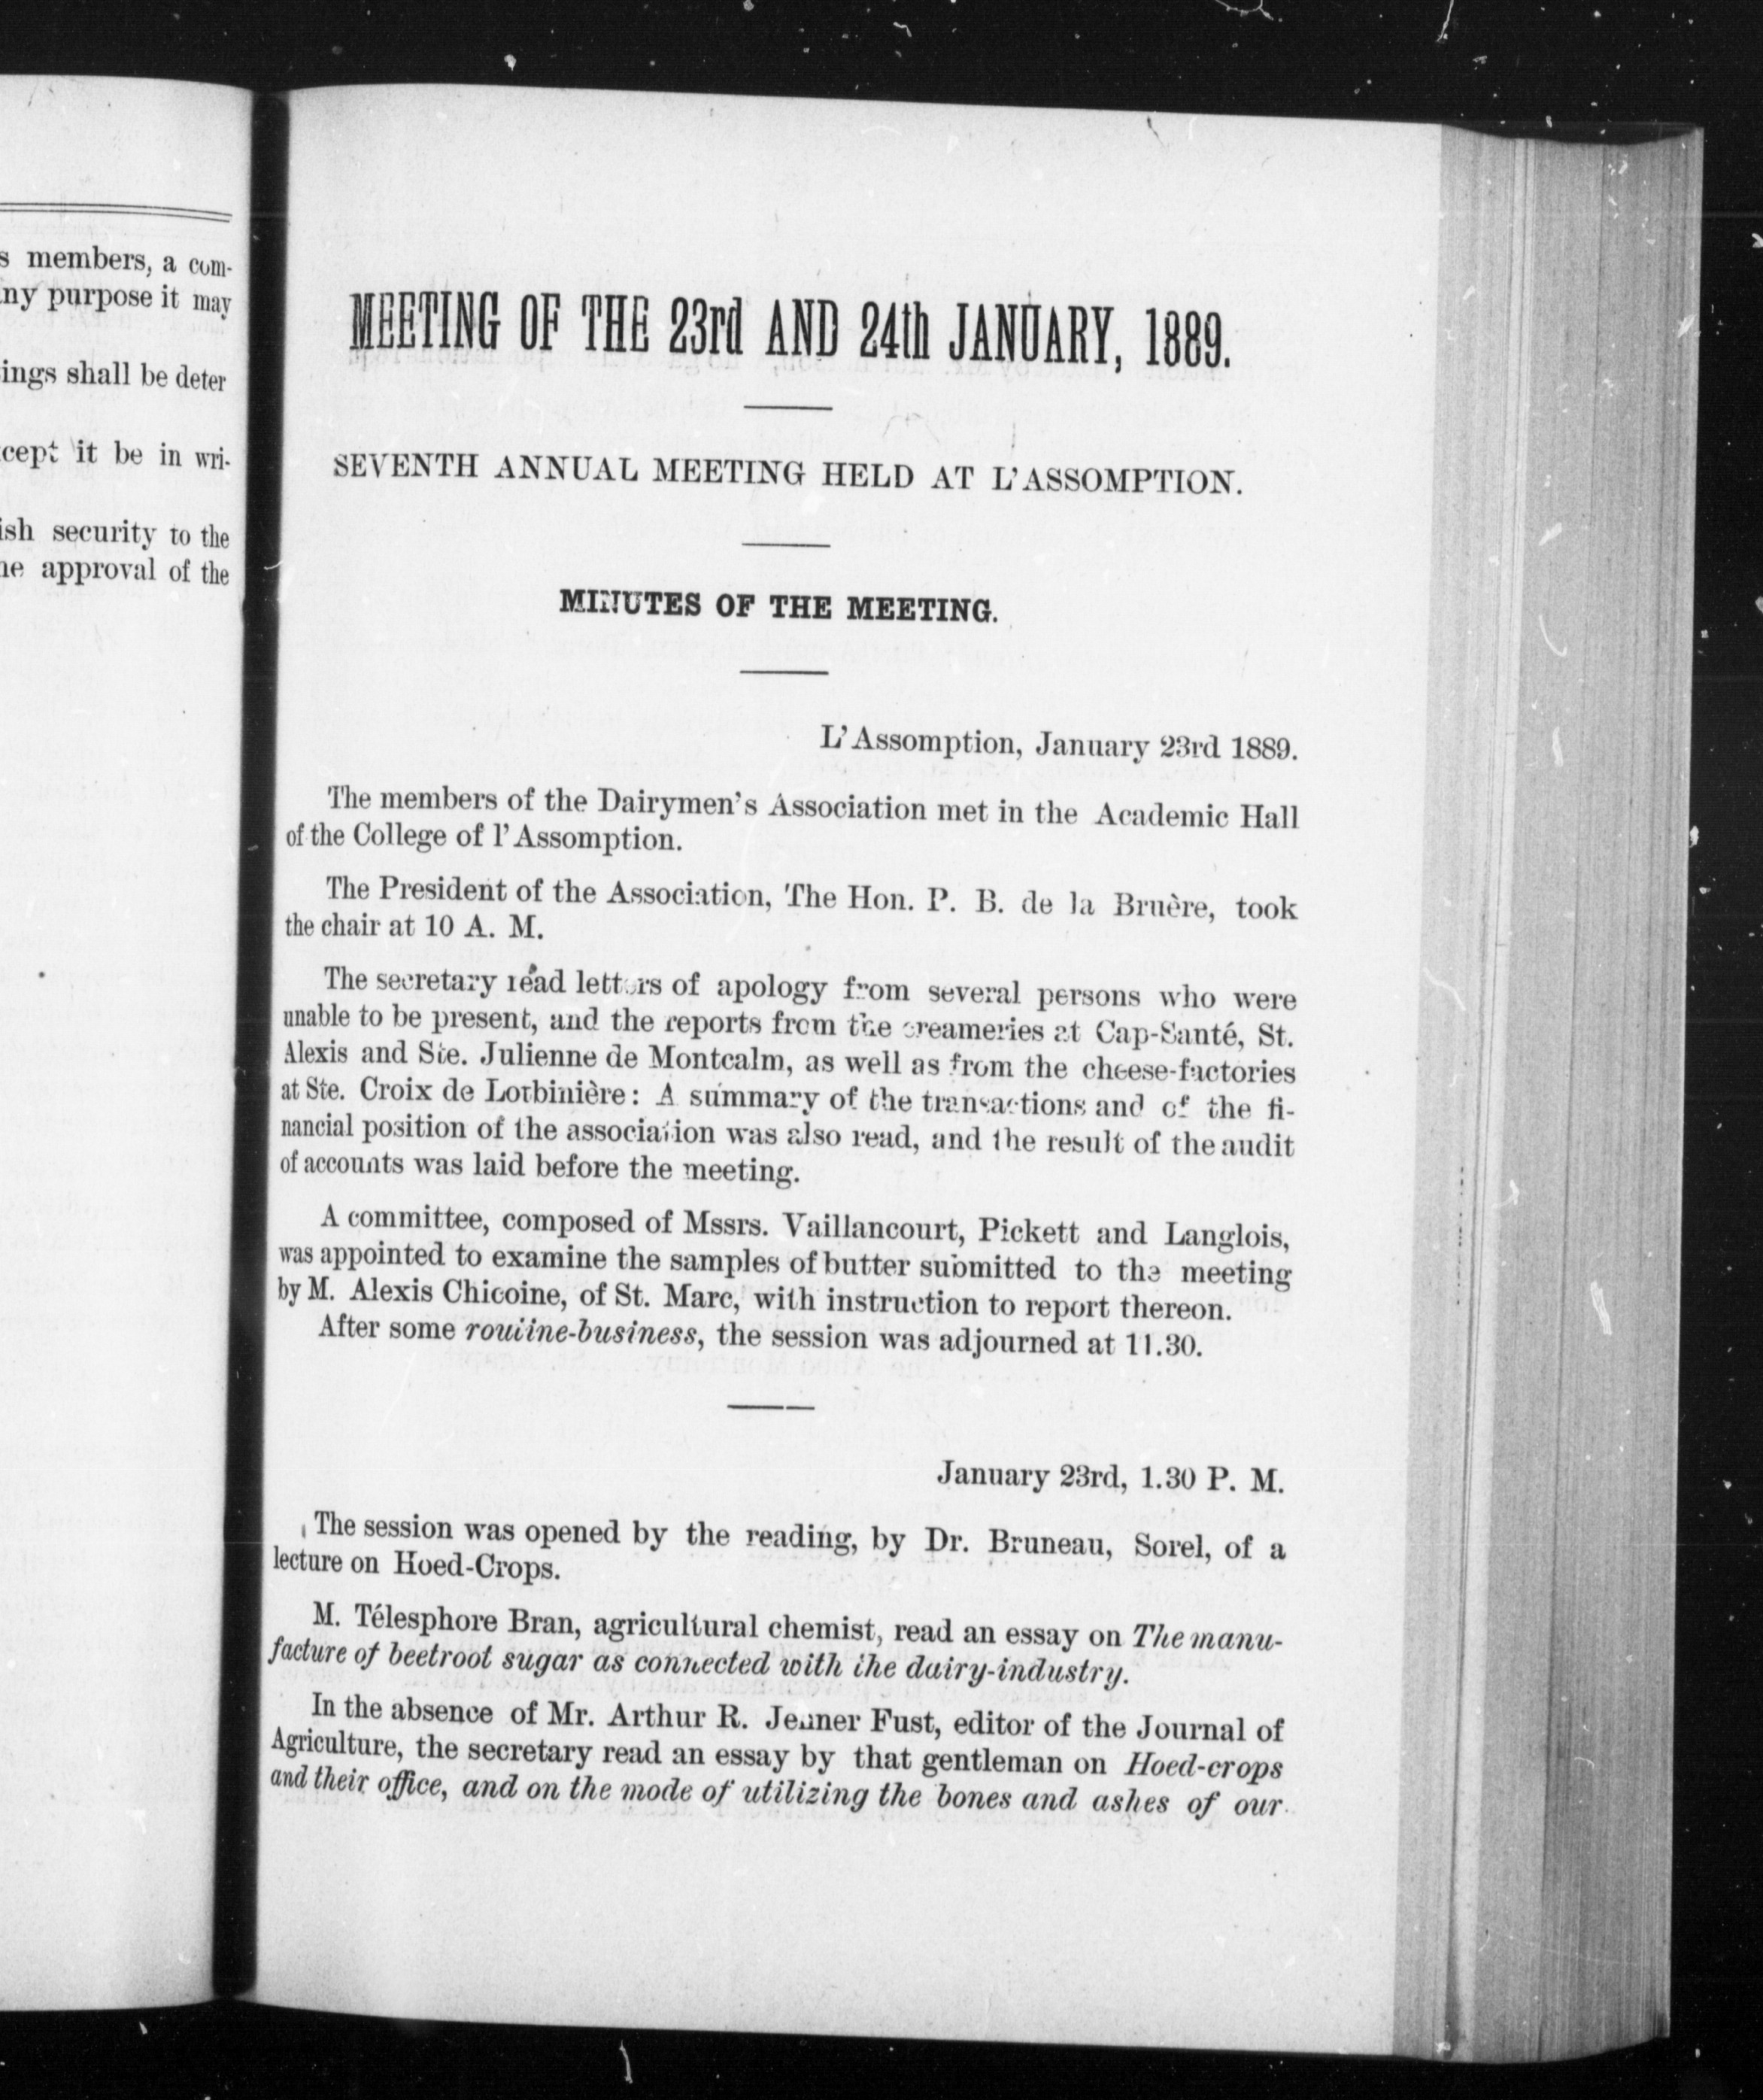 s members, a com-
ny purpose it may
ings shall be deter
cept it be in wri-
ish security to the
he approval of the
MEETING OF THE 23rd AND 24th JANUARY, 1889.
SEVENTH ANNUAL MEETING HELD AT L'ASSOMPTION.
MINUTES OF THE MEETING.
L'Assomption, January 23rd 1889.
The members of the Dairymen's Association met in the Academic Hall
of the College of l'Assomption.
The President of the Association, The Hon. P. B. de la Bruère, took
the chair at 10 A. M.
The secretary read letters of apology from several persons who were
unable to be present, and the reports from the creameries at Cap-Santé, St.
Alexis and Ste. Julienne de Montcalm, as well as from the cheese-factories
at Ste. Croix de Lotbinière: A summary of the transactions and of the fi-
nancial position of the association was also read, and the result of the audit
of accounts was laid before the meeting.
A committee, composed of Mssrs. Vaillancourt, Pickett and Langlois,
was appointed to examine the samples of butter submitted to the meeting
by M. Alexis Chicoine, of St. Marc, with instruction to report thereon.
After some routine-business, the session was adjourned at 11.30.
January 23rd, 1.30 P. M.
The session was opened by the reading, by Dr. Bruneau, Sorel, of a
lecture on Hoed-Crops.
M. Télesphore Bran, agricultural chemist, read an essay on The manu-
facture of beetroot sugar as connected with the dairy-industry.
In the absence of Mr. Arthur R. Jenner Fust, editor of the Journal of
Agriculture, the secretary read an essay by that gentleman on Hoed-crops
and their office, and on the mode of utilizing the bones and ashes of our